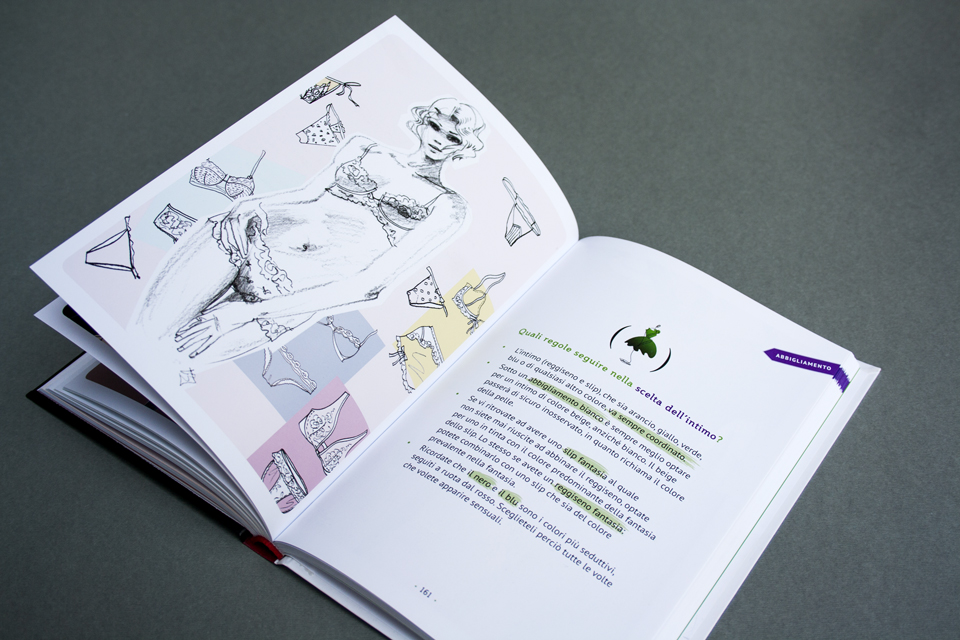 ABBIGLIAMENTO
Quali regole seguire nella scelta dell'intimo?
• L'intimo (reggiseno e slip), che sia arancio, giallo, verde,
blu o di qualsiasi altro colore, va sempre coordinato.
Sotto un abbigliamento bianco, è sempre meglio optare
per un intimo di colore beige, anziché bianco. Il beige
passerà di sicuro inosservato, in quanto richiama il colore
della pelle.
• Se vi ritrovate ad avere uno slip fantasia al quale
non siete mai riuscite ad abbinare il reggiseno, optate
per uno in tinta con il colore predominante della fantasia
dello slip. Lo stesso se avete un reggiseno fantasia:
potete combinarlo con uno slip che sia del colore
prevalente nella fantasia.
• Ricordate che il nero e il blu sono i colori più seduttivi,
seguiti a ruota dal rosso. Sceglieteli perciò tutte le volte
che volete apparire sensuali.
· 161 ·